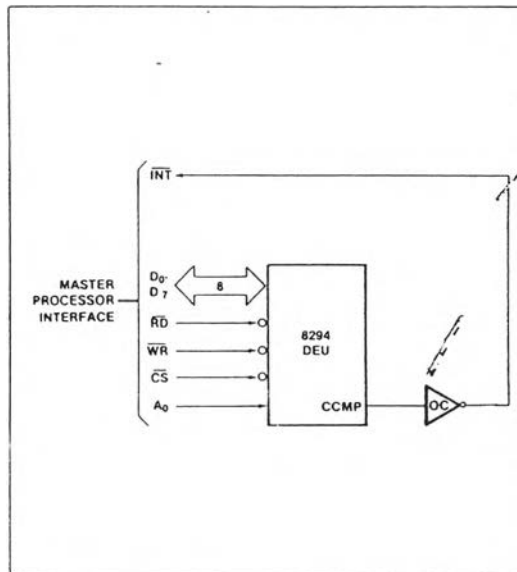 INT
D0-
D7
8
MASTER
PROCESSOR
INTERFACE
RD
WR
CS
A0
8294
DEU
CCMP
OC